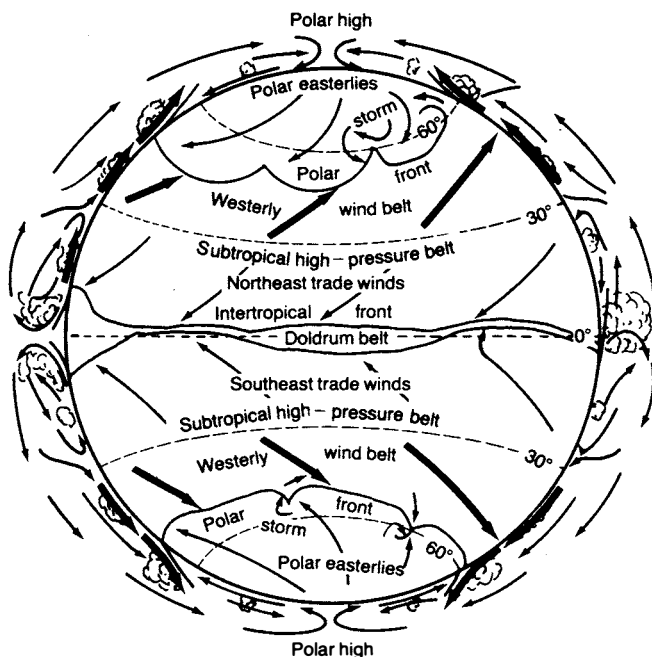 Polar high
Polar easterlies
storm
60°
Polar
front
Westerly
wind belt
30°
Subtropical high-pressure belt
Northeast trade winds
Intertropical front
Doldrum belt
0°
Southeast trade winds
Subtropical high-pressure belt
30°
Westerly
wind belt
Polar
front
storm
60°
Polar easterlies
Polar high